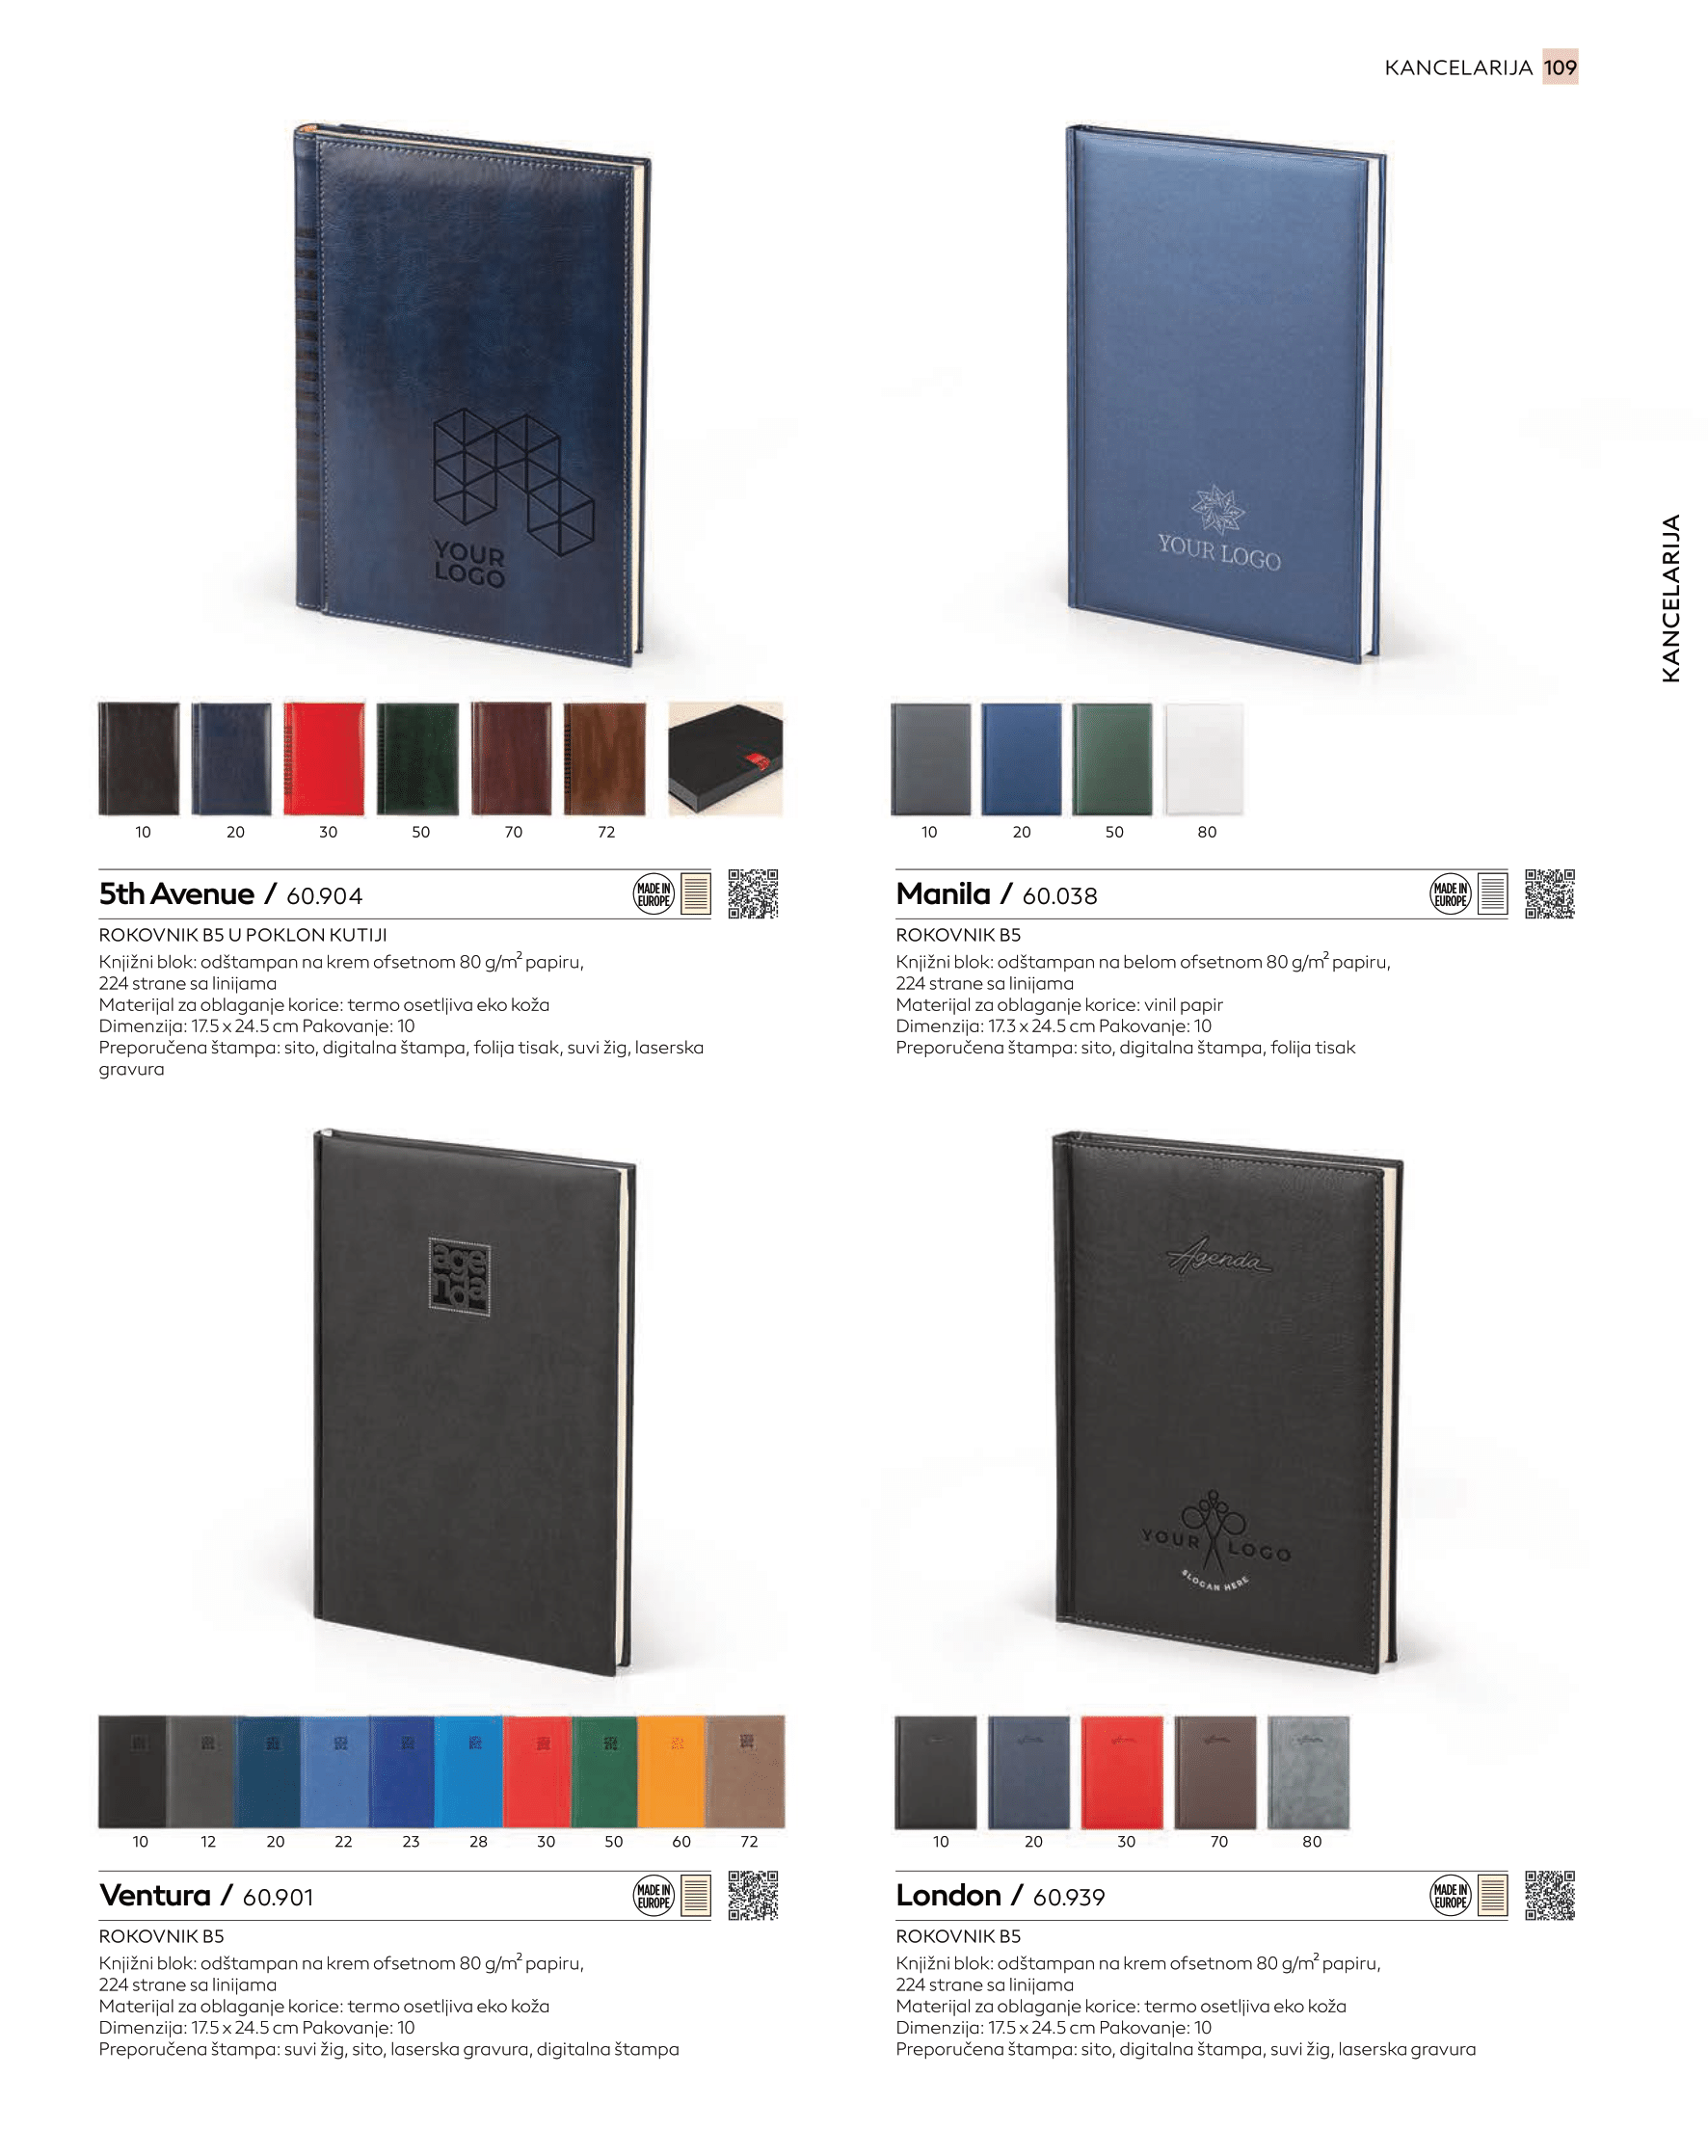 KANCELARIJA 109
KANCELARIJA
YOUR
LOGO
10 20 30 50 70 72
5th Avenue / 60.904
MADE IN
EUROPE
ROKOVNIK B5 U POKLON KUTIJI
Knjižni blok: odštampan na krem ofsetnom 80 g/m² papiru,
224 strane sa linijama
Materijal za oblaganje korice: termo osetljiva eko koža
Dimenzija: 17.5 x 24.5 cm Pakovanje: 10
Preporučena štampa: sito, digitalna štampa, folija tisak, suvi žig, laserska
gravura
YOUR LOGO
10 20 50 80
Manila / 60.038
MADE IN
EUROPE
ROKOVNIK B5
Knjižni blok: odštampan na belom ofsetnom 80 g/m² papiru,
224 strane sa linijama
Materijal za oblaganje korice: vinil papir
Dimenzija: 17.3 x 24.5 cm Pakovanje: 10
Preporučena štampa: sito, digitalna štampa, folija tisak
age
nda
10 12 20 22 23 28 30 50 60 72
Ventura / 60.901
MADE IN
EUROPE
ROKOVNIK B5
Knjižni blok: odštampan na krem ofsetnom 80 g/m² papiru,
224 strane sa linijama
Materijal za oblaganje korice: termo osetljiva eko koža
Dimenzija: 17.5 x 24.5 cm Pakovanje: 10
Preporučena štampa: suvi žig, sito, laserska gravura, digitalna štampa
Agenda
YOUR LOGO
SLOGAN HERE
10 20 30 70 80
London / 60.939
MADE IN
EUROPE
ROKOVNIK B5
Knjižni blok: odštampan na krem ofsetnom 80 g/m² papiru,
224 strane sa linijama
Materijal za oblaganje korice: termo osetljiva eko koža
Dimenzija: 17.5 x 24.5 cm Pakovanje: 10
Preporučena štampa: sito, digitalna štampa, suvi žig, laserska gravura